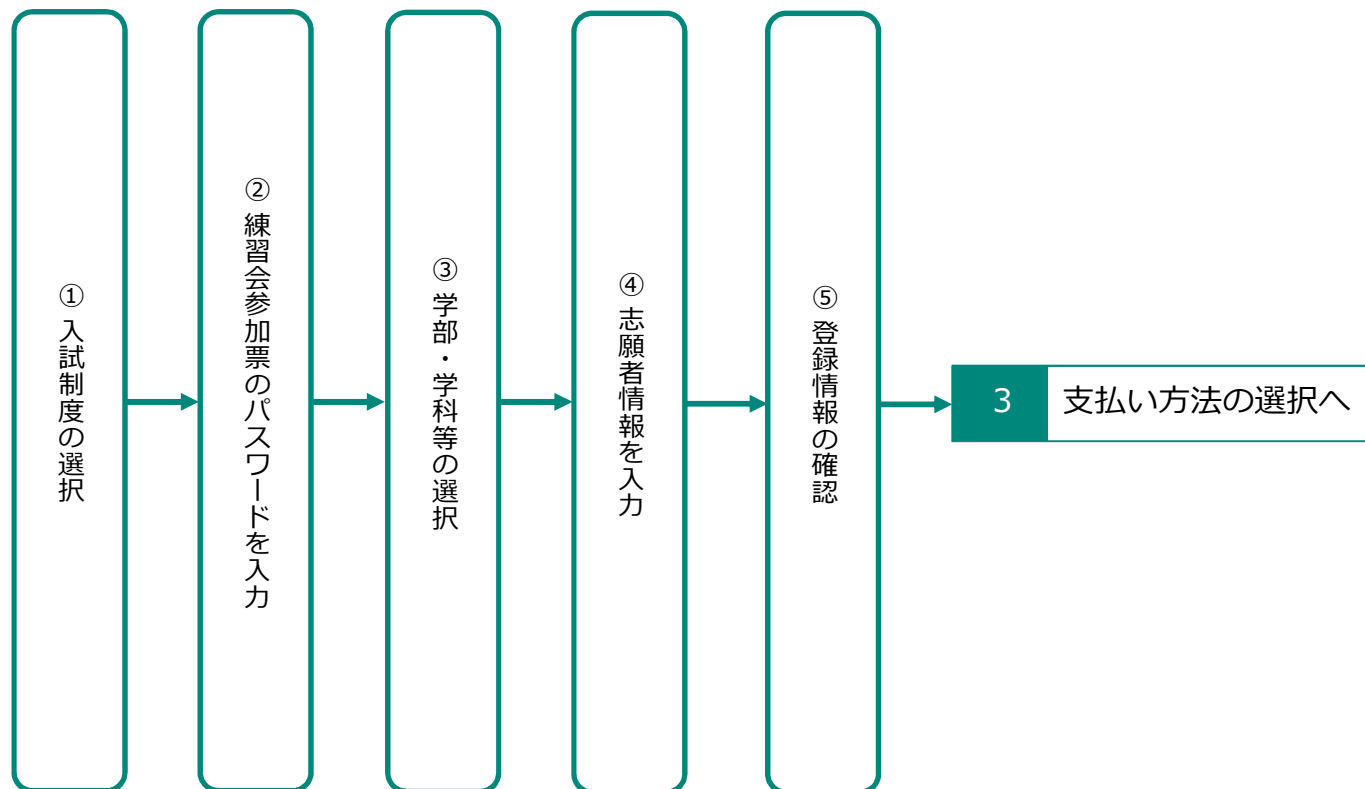 ① 入試制度の選択
② 練習会参加票のパスワードを入力
③ 学部・学科等の選択
④ 志願者情報を入力
⑤ 登録情報の確認
3 支払い方法の選択へ